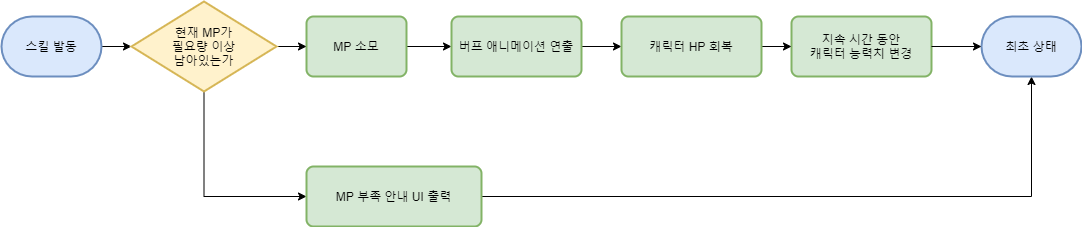 스킬 발동
현재 MP가
필요량 이상
남아있는가
MP 소모
버프 애니메이션 연출
캐릭터 HP 회복
지속 시간 동안
캐릭터 능력치 변경
최초 상태
MP 부족 안내 UI 출력